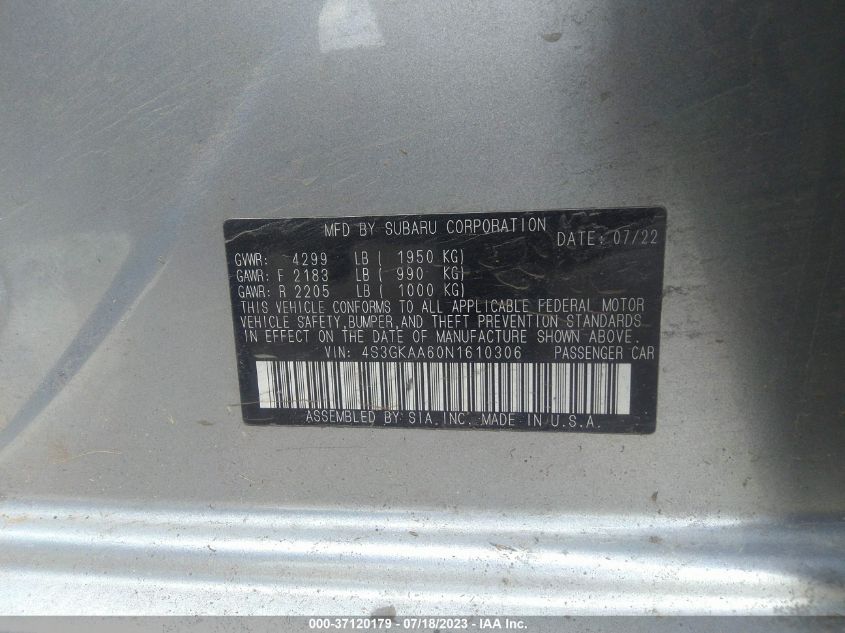 MFD BY SUBARU CORPORATION
DATE: 07/22
GVWR: 4299 LB ( 1950 KG)
GAWR: F 2183 LB ( 990 KG)
GAWR: R 2205 LB ( 1000 KG)
THIS VEHICLE CONFORMS TO ALL APPLICABLE FEDERAL MOTOR
VEHICLE SAFETY, BUMPER, AND THEFT PREVENTION STANDARDS
IN EFFECT ON THE DATE OF MANUFACTURE SHOWN ABOVE.
VIN: 4S3GKAA60N1610306 PASSENGER CAR
ASSEMBLED BY SIA, INC. MADE IN U.S.A.
000-37120179 - 07/18/2023 - IAA Inc.